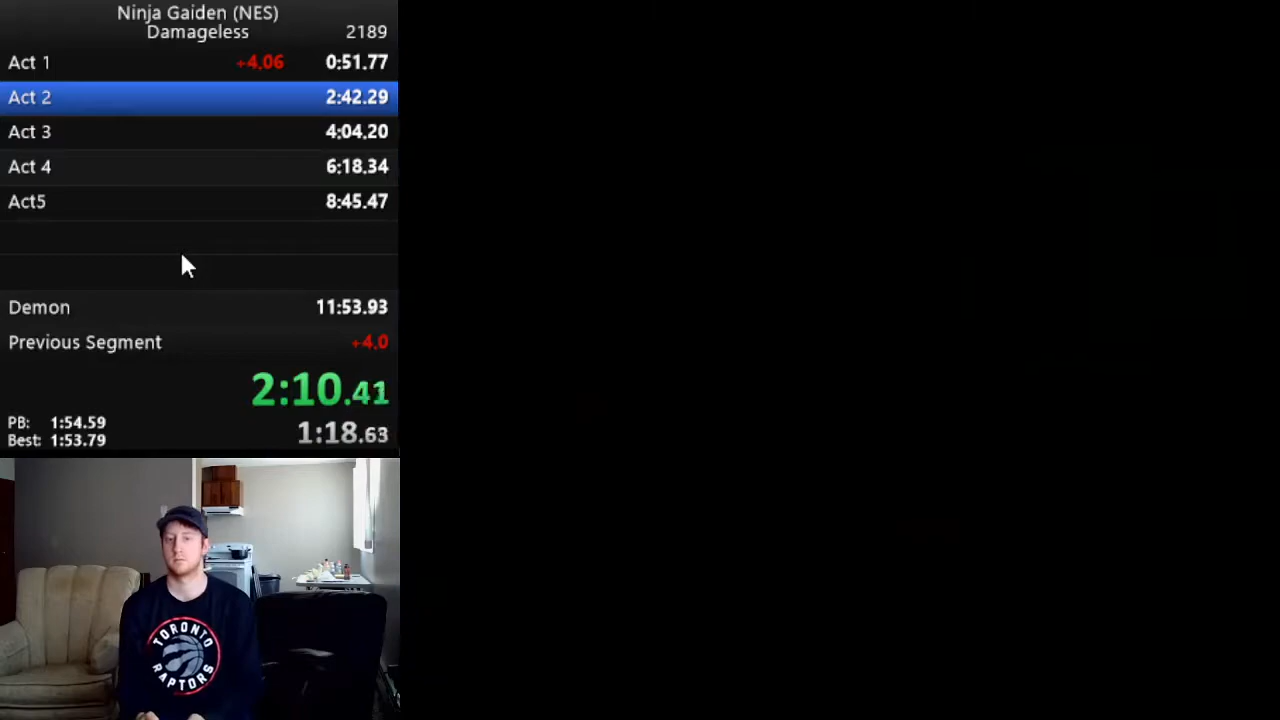 Ninja Gaiden (NES)
Damageless 2189
Act 1 +4.06 0:51.77
Act 2 2:42.29
Act 3 4:04.20
Act 4 6:18.34
Act5 8:45.47
Demon 11:53.93
Previous Segment +4.0
2:10.41
PB: 1:54.59
Best: 1:53.79
1:18.63
TORONTO
RAPTORS